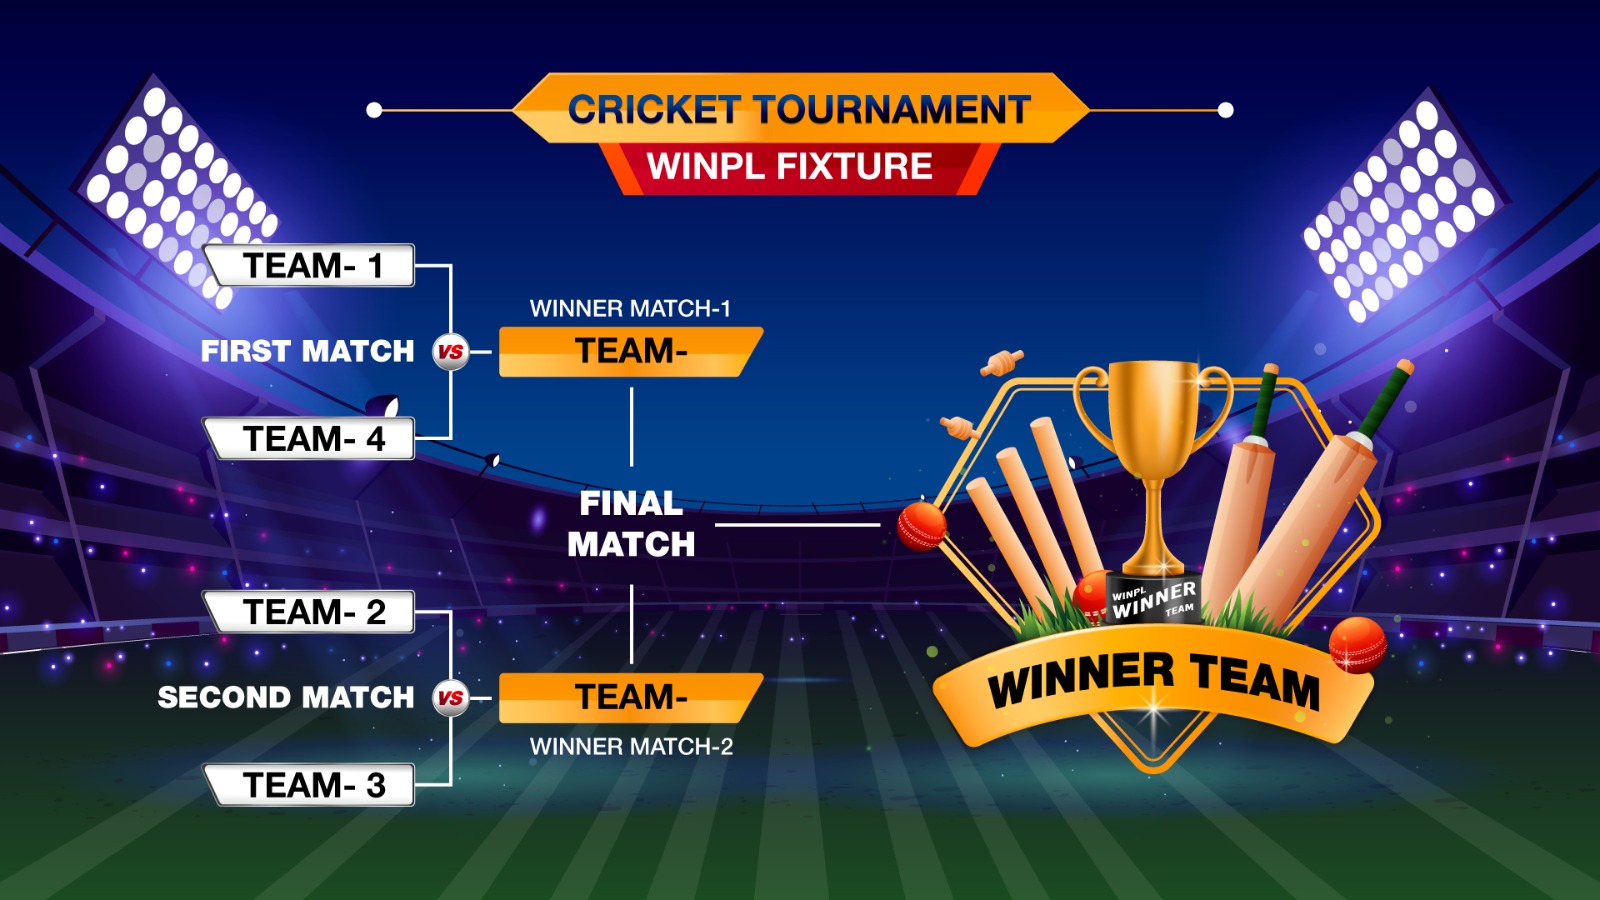 CRICKET TOURNAMENT
WINPL FIXTURE
TEAM- 1
FIRST MATCH
VS
TEAM- 4
WINNER MATCH-1
TEAM-
FINAL
MATCH
TEAM- 2
SECOND MATCH
VS
TEAM- 3
TEAM-
WINNER MATCH-2
WINPL
WINNER
TEAM
WINNER TEAM